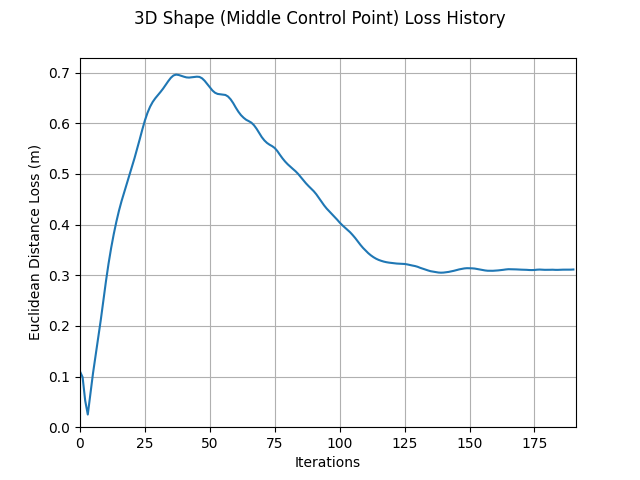 3D Shape (Middle Control Point) Loss History
0.7
0.6
0.5
0.4
0.3
0.2
0.1
0.0
Euclidean Distance Loss (m)
0 25 50 75 100 125 150 175
Iterations